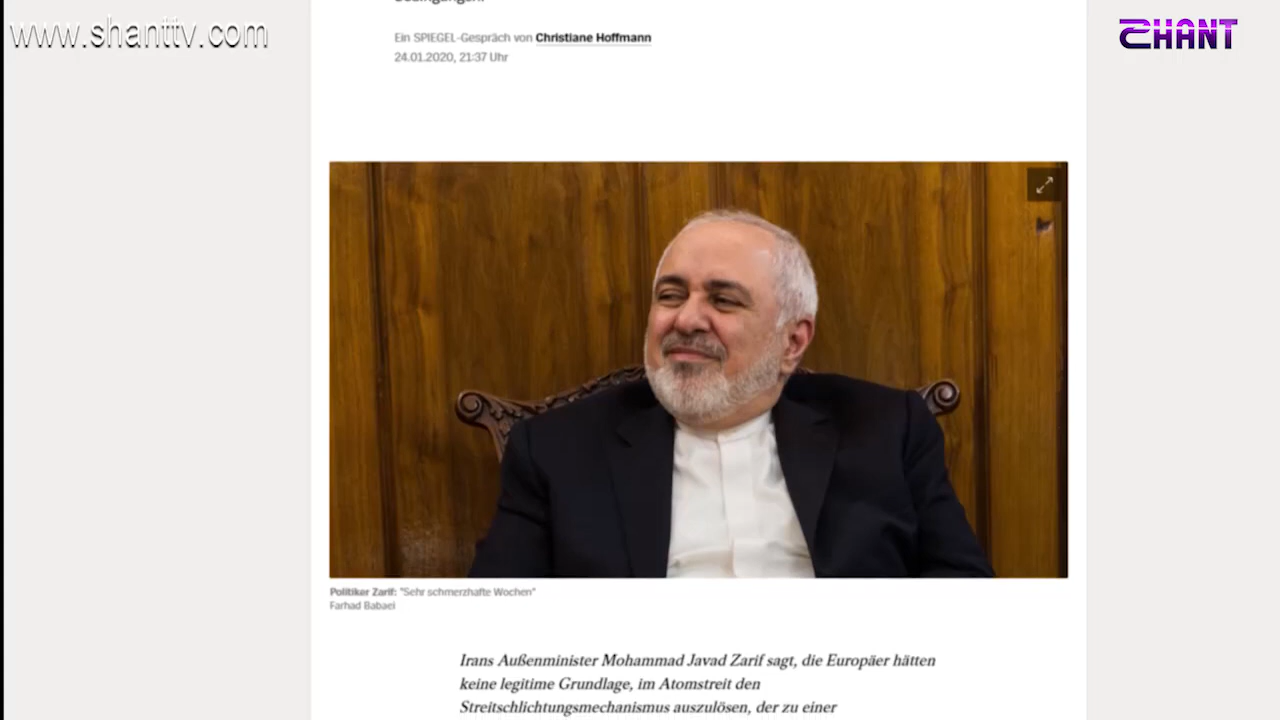 www.shanttv.com
SHANT
Ein SPIEGEL-Gespräch von Christiane Hoffmann
24.01.2020, 21:37 Uhr
Politiker Zarif: "Sehr schmerzhafte Wochen"
Farhad Babaei
Irans Außenminister Mohammad Javad Zarif sagt, die Europäer hätten
keine legitime Grundlage, im Atomstreit den
Streitschlichtungsmechanismus auszulösen, der zu einer